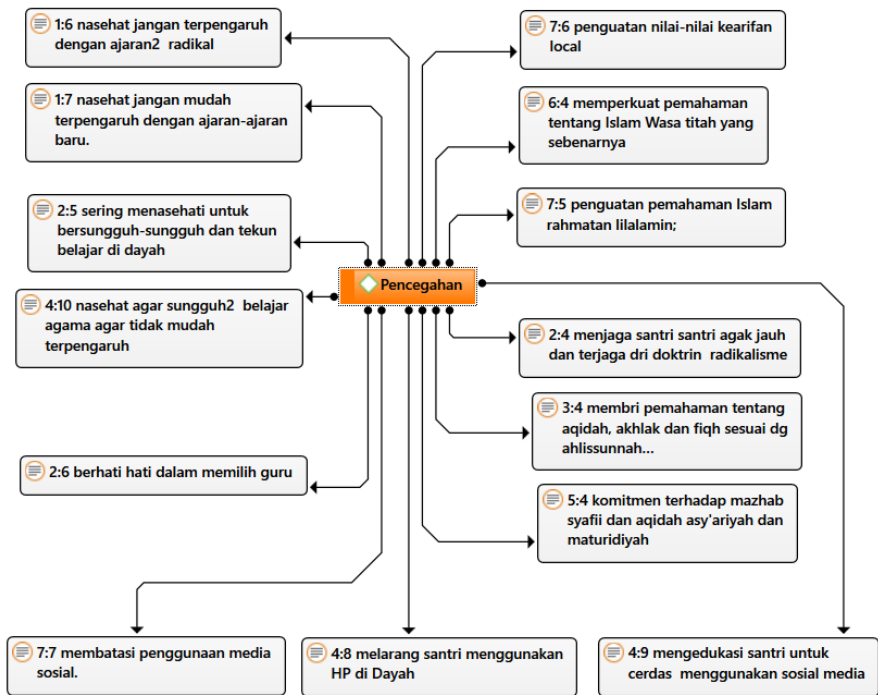 1:6 nasehat jangan terpengaruh
dengan ajaran2 radikal
7:6 penguatan nilai-nilai kearifan
local
1:7 nasehat jangan mudah
terpengaruh dengan ajaran-ajaran
baru.
6:4 memperkuat pemahaman
tentang Islam Wasa titah yang
sebenarnya
2:5 sering menasehati untuk
bersungguh-sungguh dan tekun
belajar di dayah
7:5 penguatan pemahaman Islam
rahmatan lilalamin;
Pencegahan
4:10 nasehat agar sungguh2 belajar
agama agar tidak mudah
terpengaruh
2:4 menjaga santri santri agak jauh
dan terjaga dri doktrin radikalisme
3:4 membri pemahaman tentang
aqidah, akhlak dan fiqh sesuai dg
ahlissunnah...
2:6 berhati hati dalam memilih guru
5:4 komitmen terhadap mazhab
syafii dan aqidah asy'ariyah dan
maturidiyah
7:7 membatasi penggunaan media
sosial.
4:8 melarang santri menggunakan
HP di Dayah
4:9 mengedukasi santri untuk
cerdas menggunakan sosial media